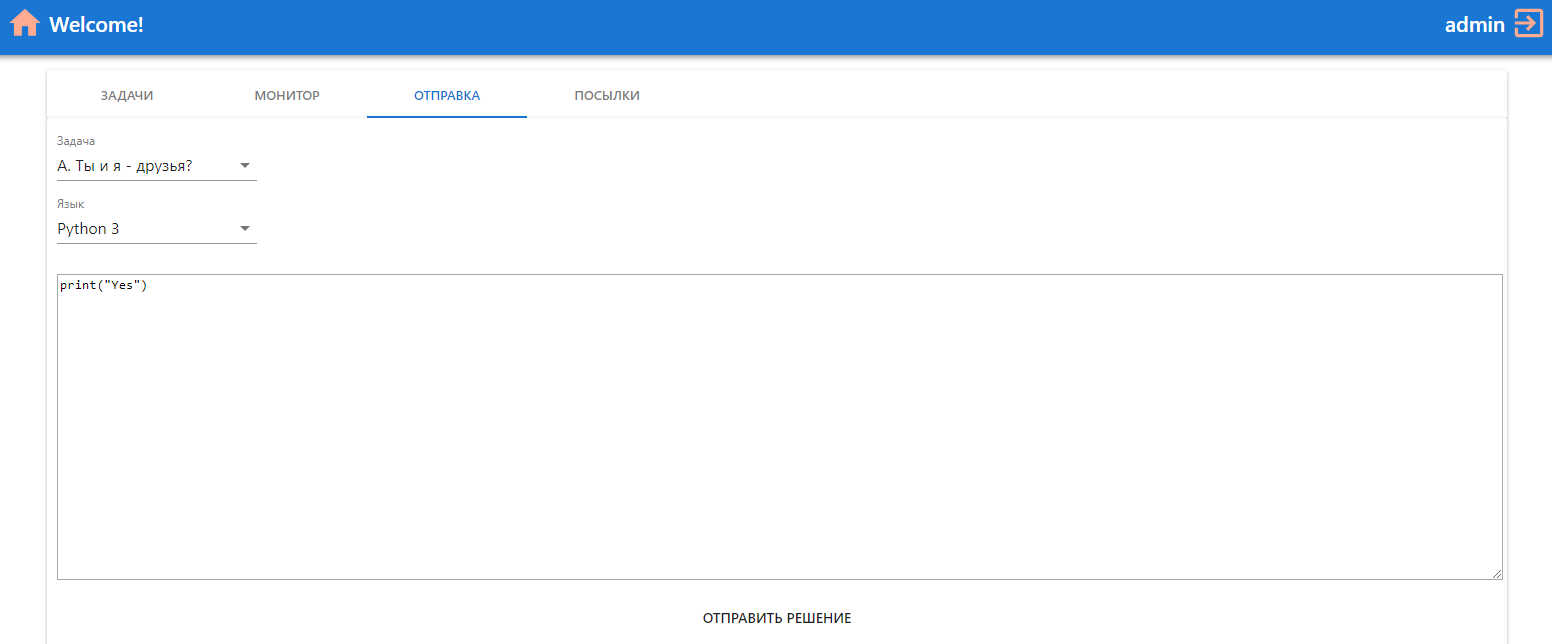 Welcome!
admin
ЗАДАЧИ
МОНИТОР
ОТПРАВКА
ПОСЫЛКИ
Задача
A. Ты и я - друзья?
Язык
Python 3
print("Yes")
ОТПРАВИТЬ РЕШЕНИЕ